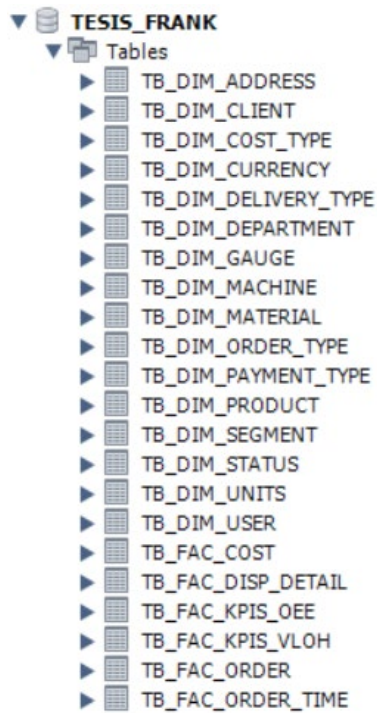 TESIS_FRANK
Tables
TB_DIM_ADDRESS
TB_DIM_CLIENT
TB_DIM_COST_TYPE
TB_DIM_CURRENCY
TB_DIM_DELIVERY_TYPE
TB_DIM_DEPARTMENT
TB_DIM_GAUGE
TB_DIM_MACHINE
TB_DIM_MATERIAL
TB_DIM_ORDER_TYPE
TB_DIM_PAYMENT_TYPE
TB_DIM_PRODUCT
TB_DIM_SEGMENT
TB_DIM_STATUS
TB_DIM_UNITS
TB_DIM_USER
TB_FAC_COST
TB_FAC_DISP_DETAIL
TB_FAC_KPIS_OEE
TB_FAC_KPIS_VLOH
TB_FAC_ORDER
TB_FAC_ORDER_TIME